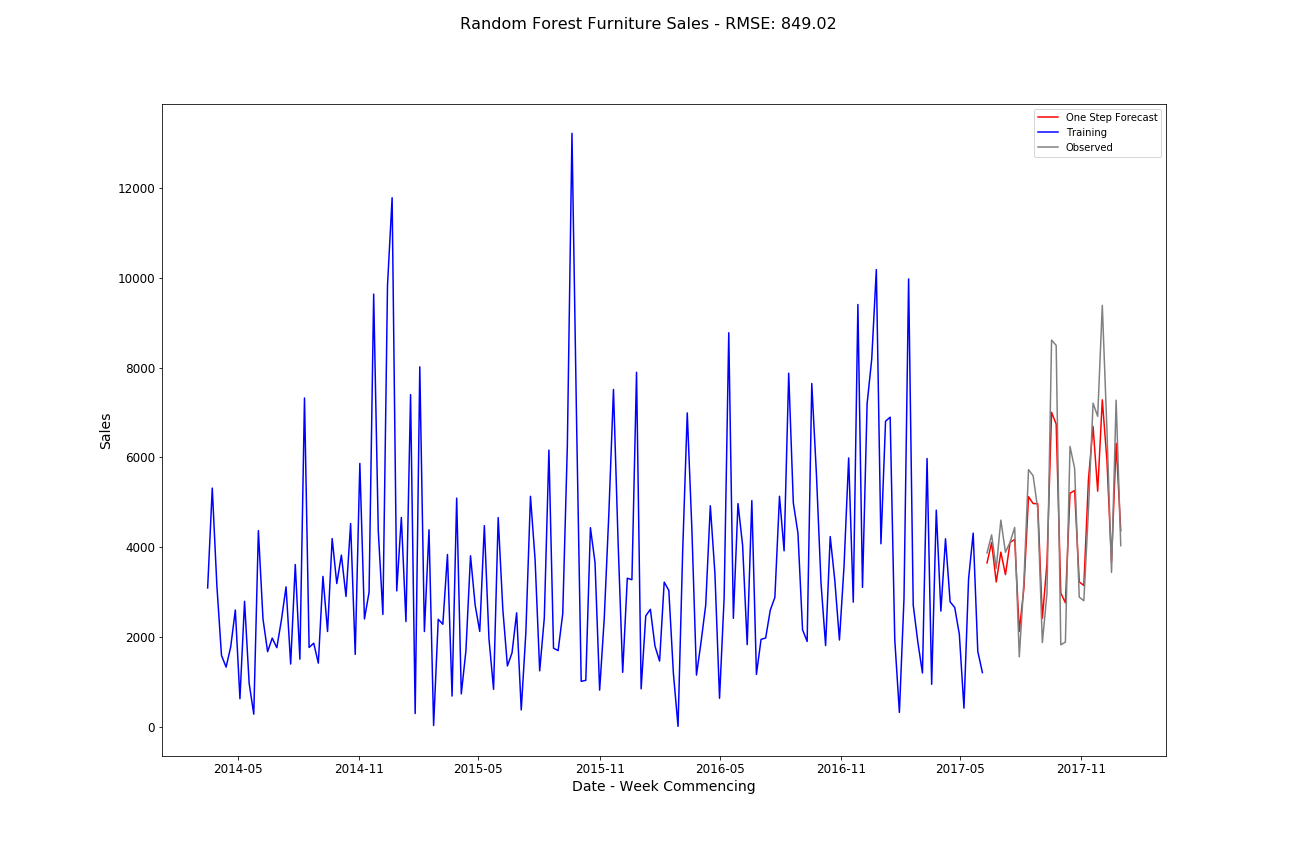 Random Forest Furniture Sales - RMSE: 849.02
One Step Forecast
Training
Observed
12000
10000
8000
6000
4000
2000
0
Sales
2014-05 2014-11 2015-05 2015-11 2016-05 2016-11 2017-05 2017-11
Date - Week Commencing